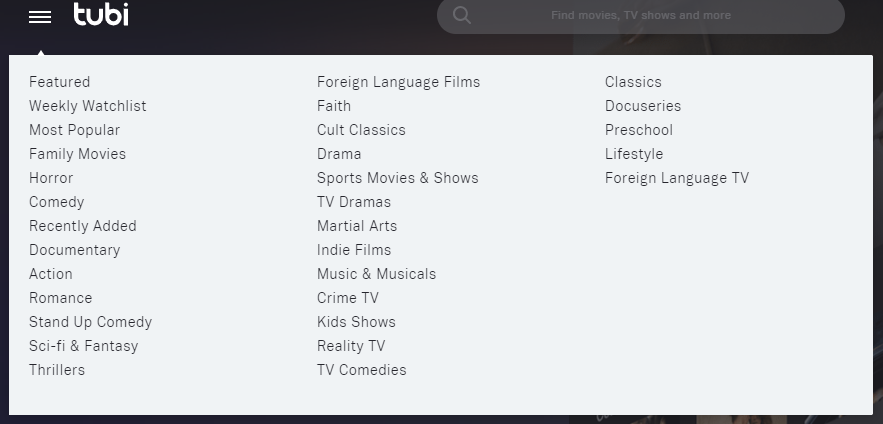 tubi
Find movies, TV shows and more
Featured
Weekly Watchlist
Most Popular
Family Movies
Horror
Comedy
Recently Added
Documentary
Action
Romance
Stand Up Comedy
Sci-fi & Fantasy
Thrillers
Foreign Language Films
Faith
Cult Classics
Drama
Sports Movies & Shows
TV Dramas
Martial Arts
Indie Films
Music & Musicals
Crime TV
Kids Shows
Reality TV
TV Comedies
Classics
Docuseries
Preschool
Lifestyle
Foreign Language TV